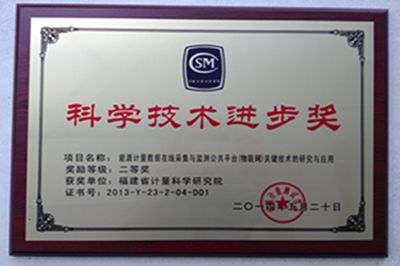 CSM
科学技术进步奖
项目名称：能源计量数据在线采集与监测公共平台(物联网)关键技术的研究与应用
奖励等级：二等奖
获奖单位：福建省计量科学研究院
证书号：2013-Y-23-2-04-D01
二〇一四年 月二十日